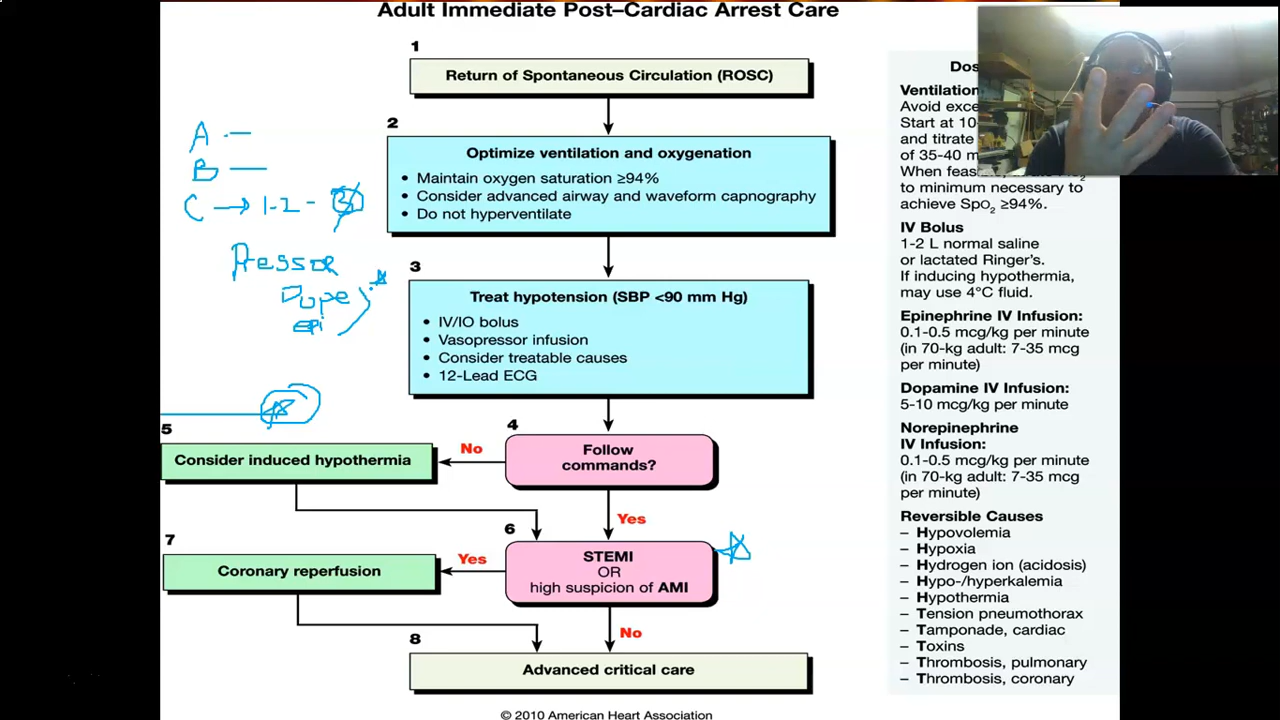 Adult Immediate Post–Cardiac Arrest Care
1
Return of Spontaneous Circulation (ROSC)
2
Optimize ventilation and oxygenation
• Maintain oxygen saturation ≥94%
• Consider advanced airway and waveform capnography
• Do not hyperventilate
3
Treat hypotension (SBP <90 mm Hg)
• IV/IO bolus
• Vasopressor infusion
• Consider treatable causes
• 12-Lead ECG
4
Follow
commands?
No
Yes
5
Consider induced hypothermia
6
STEMI
OR
high suspicion of AMI
Yes
No
7
Coronary reperfusion
8
Advanced critical care
© 2010 American Heart Association
A –
B –
C → 1-2 -
Pressor
Dope
epi
Ventilation
Avoid
Start at 10-
and titrate
of 35-40
When
to minimum necessary to
achieve SpO₂ ≥94%.
IV Bolus
1-2 L normal saline
or lactated Ringer's.
If inducing hypothermia,
may use 4°C fluid.
Epinephrine IV Infusion:
0.1-0.5 mcg/kg per minute
(in 70-kg adult: 7-35 mcg
per minute)
Dopamine IV Infusion:
5-10 mcg/kg per minute
Norepinephrine
IV Infusion:
0.1-0.5 mcg/kg per minute
(in 70-kg adult: 7-35 mcg
per minute)
Reversible Causes
– Hypovolemia
– Hypoxia
– Hydrogen ion (acidosis)
– Hypo-/hyperkalemia
– Hypothermia
– Tension pneumothorax
– Tamponade, cardiac
– Toxins
– Thrombosis, pulmonary
– Thrombosis, coronary